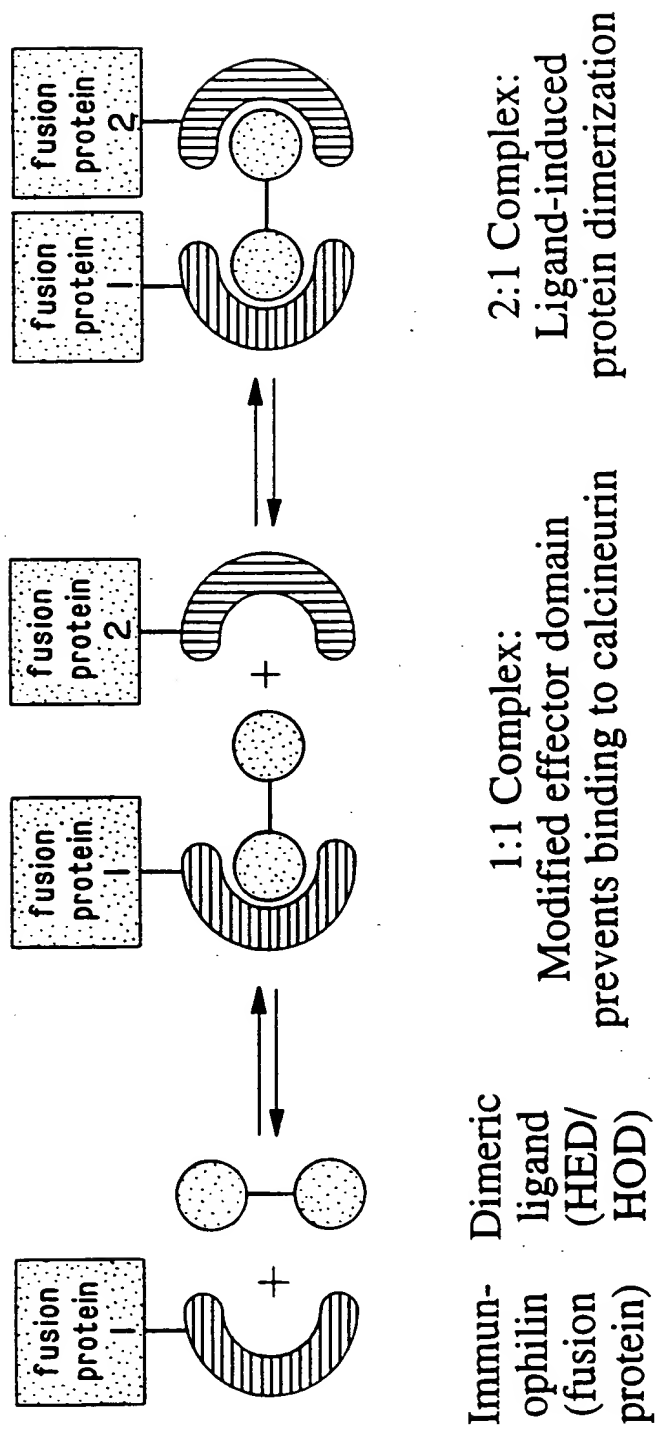 fusion
protein
1
+
fusion
protein
1
+
fusion
protein
2
fusion
protein
1
fusion
protein
2
Immun-
ophilin
(fusion
protein)
Dimeric
ligand
(HED/
HOD)
1:1 Complex:
Modified effector domain
prevents binding to calcineurin
2:1 Complex:
Ligand-induced
protein dimerization